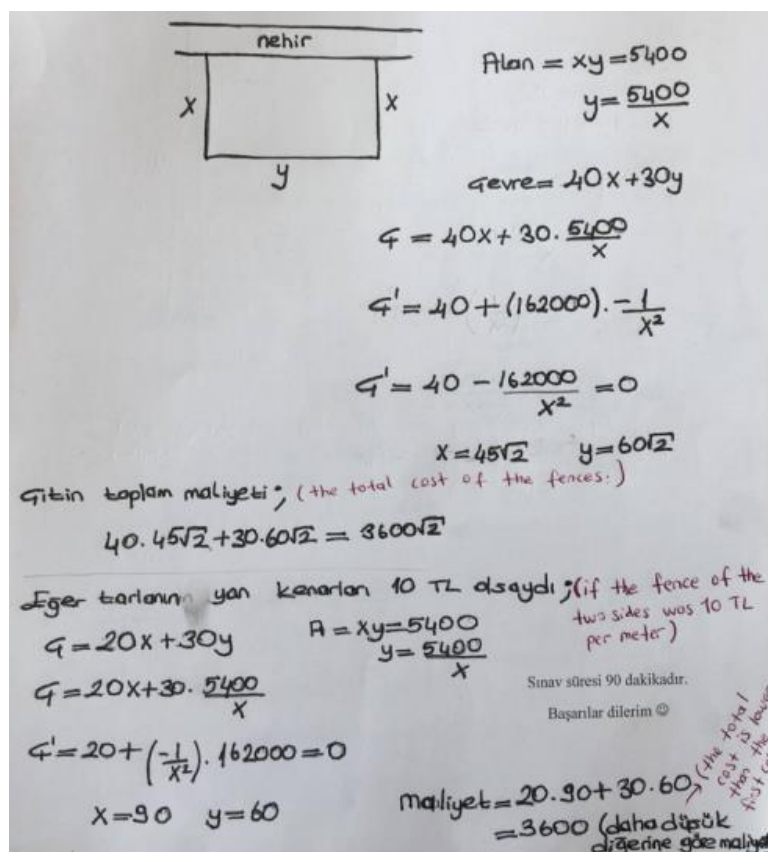 nehir
x x
y
Alan = xy = 5400
y = 5400/x
Çevre = 40x + 30y
Ç = 40x + 30 . 5400/x
Ç' = 40 + (162000) . -1/x²
Ç' = 40 - 162000/x² = 0
x = 45√2 y = 60√2
Çitin toplam maliyeti; (the total cost of the fences.)
40. 45√2 + 30.60√2 = 3600√2
Eğer tarlanın yan kenarları 10 TL olsaydı; (if the fence of the
two sides was 10 TL
per meter)
Ç = 20x + 30y
A = xy = 5400
y = 5400/x
Ç = 20x + 30. 5400/x
Sınav süresi 90 dakikadır.
Başarılar dilerim ☺
Ç' = 20 + (-1/x²) . 162000 = 0
x = 90 y = 60
maliyet = 20.90 + 30.60
= 3600 (daha düşük
diğerine göre
(the total
cost is
than the
first